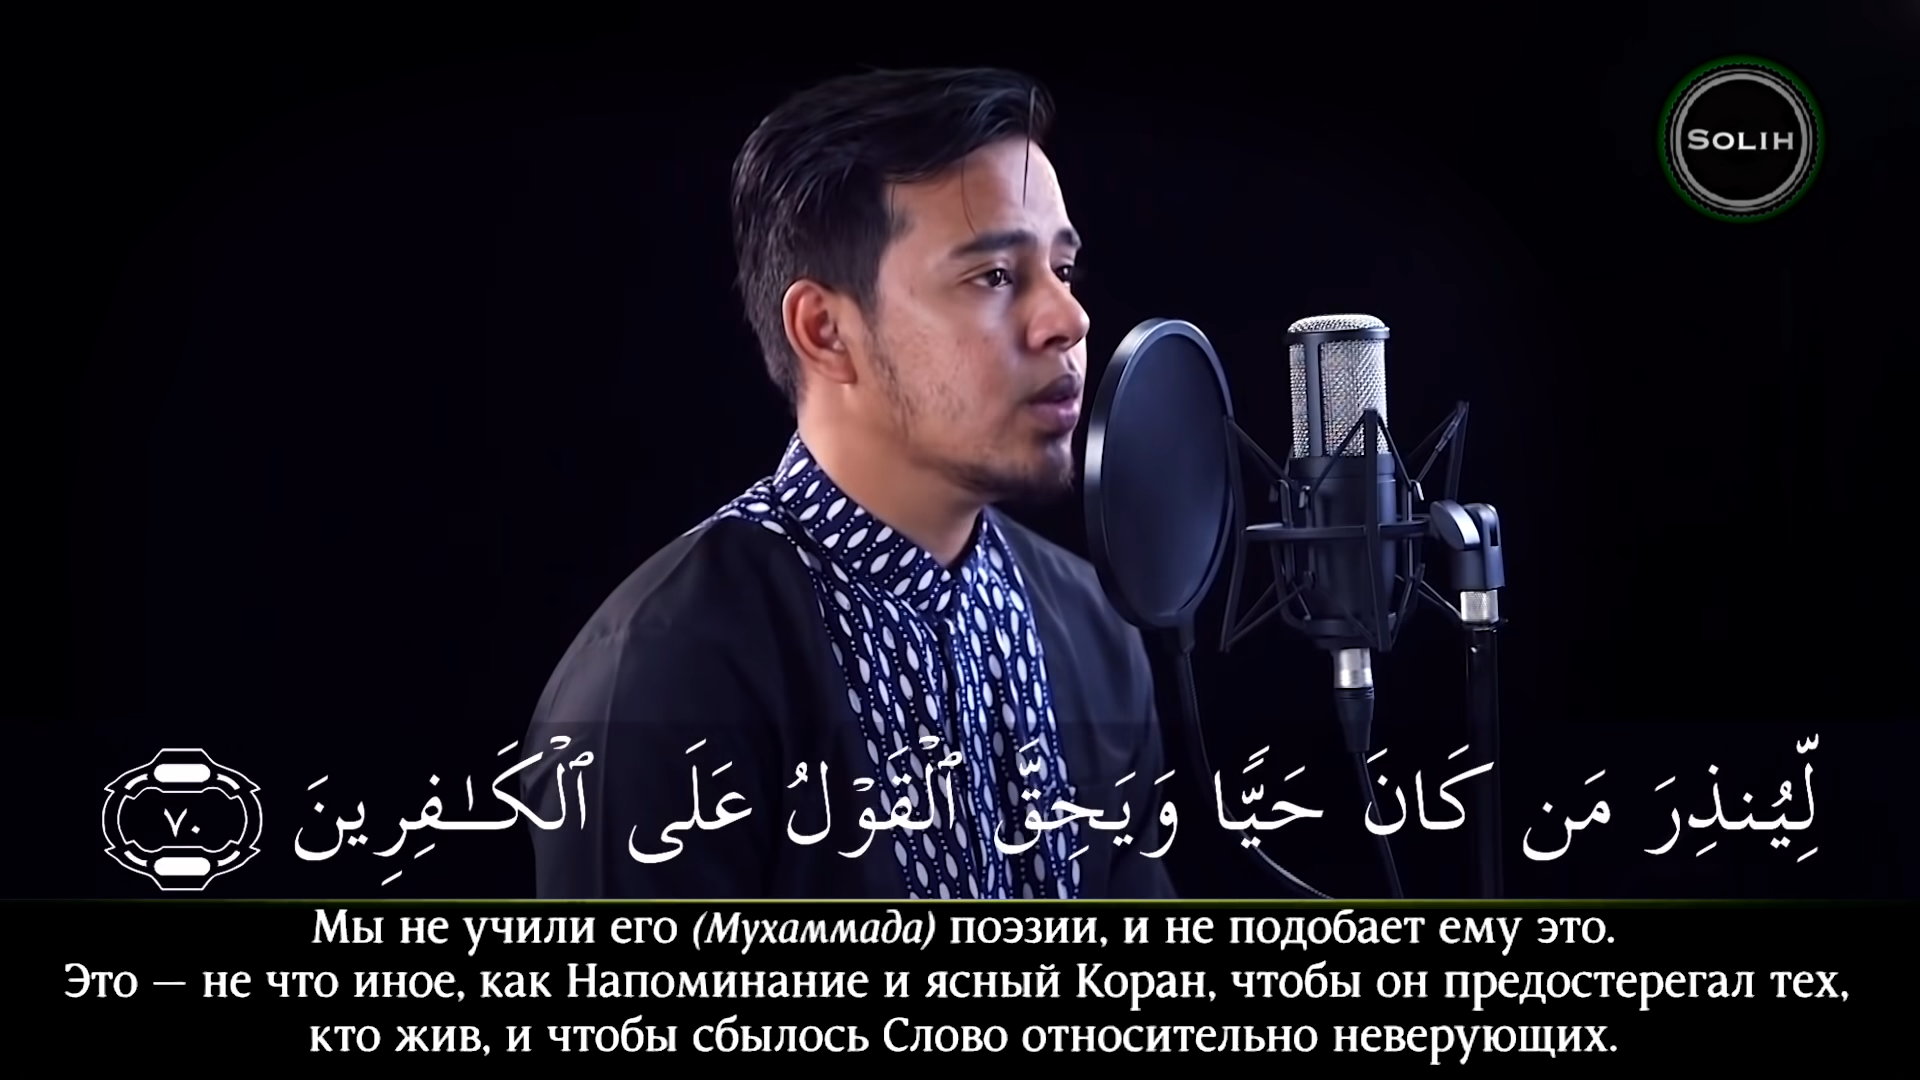 SOLIH
لِّيُنذِرَ مَن كَانَ حَيًّا وَيَحِقَّ ٱلْقَوْلُ عَلَى ٱلْكَـٰفِرِينَ ٧٠
Мы не учили его (Мухаммада) поэзии, и не подобает ему это.
Это — не что иное, как Напоминание и ясный Коран, чтобы он предостерегал тех,
кто жив, и чтобы сбылось Слово относительно неверующих.